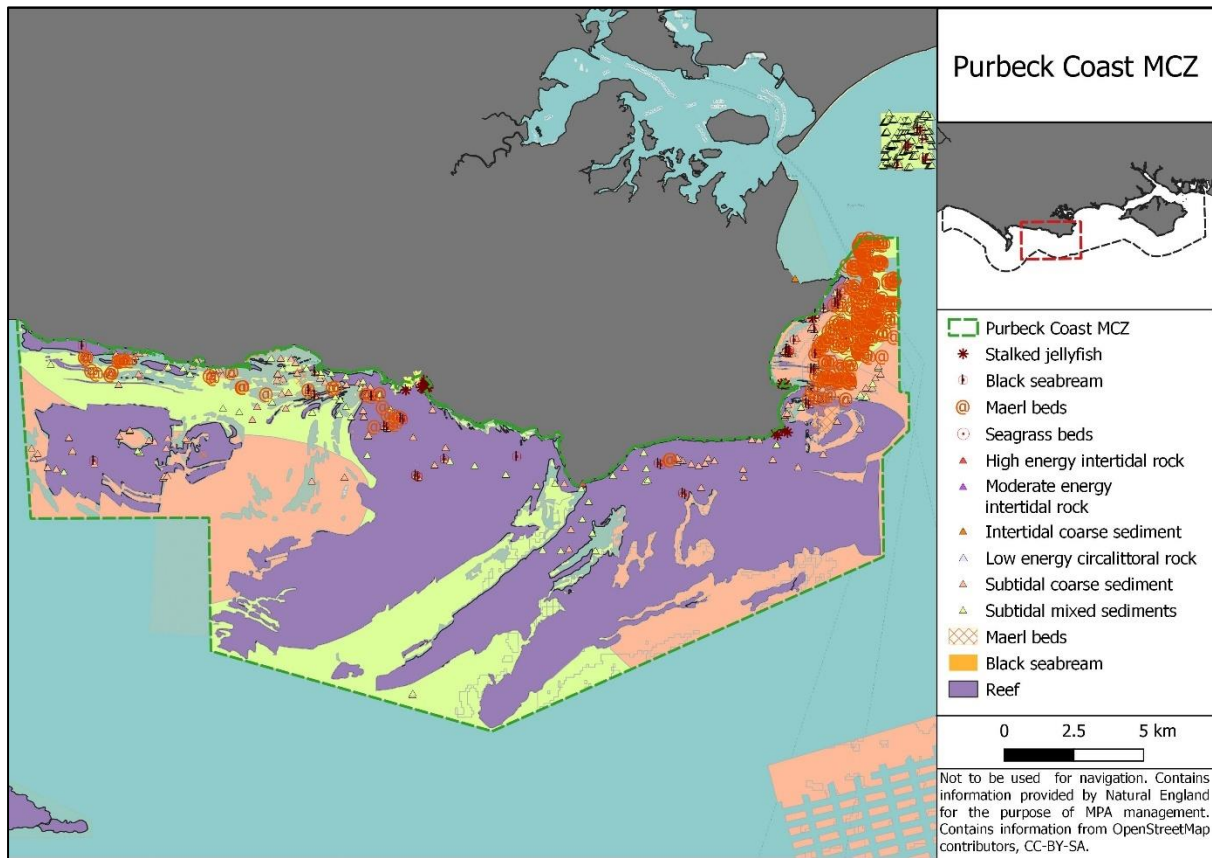 Purbeck Coast MCZ
Purbeck Coast MCZ
Stalked jellyfish
Black seabream
Maerl beds
Seagrass beds
High energy intertidal rock
Moderate energy
intertidal rock
Intertidal coarse sediment
Low energy circalittoral rock
Subtidal coarse sediment
Subtidal mixed sediments
Maerl beds
Black seabream
Reef
0 2.5 5 km
Not to be used for navigation. Contains
information provided by Natural England
for the purpose of MPA management.
Contains information from OpenStreetMap
contributors, CC-BY-SA.